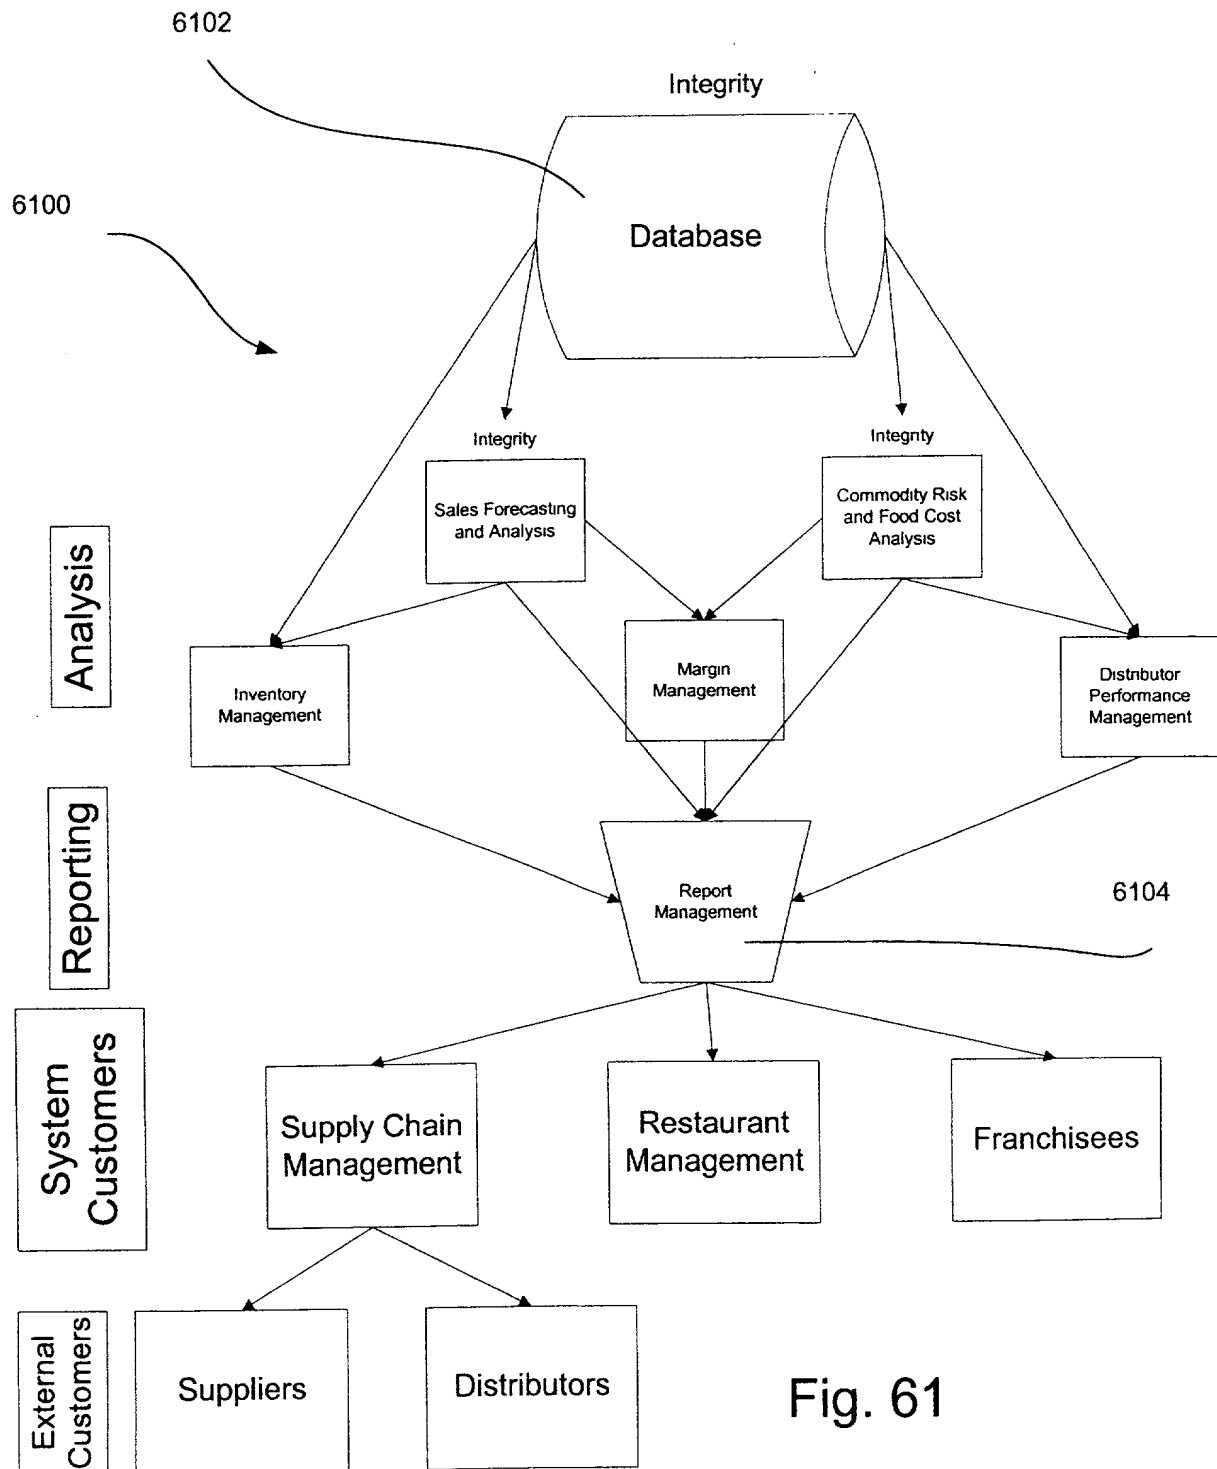 6102
Integrity
6100
Database
Integrity
Integrity
Sales Forecasting
and Analysis
Commodity Risk
and Food Cost
Analysis
Analysis
Inventory
Management
Margin
Management
Distributor
Performance
Management
Reporting
Report
Management
6104
System
Customers
Supply Chain
Management
Restaurant
Management
Franchisees
External
Customers
Suppliers
Distributors
Fig. 61